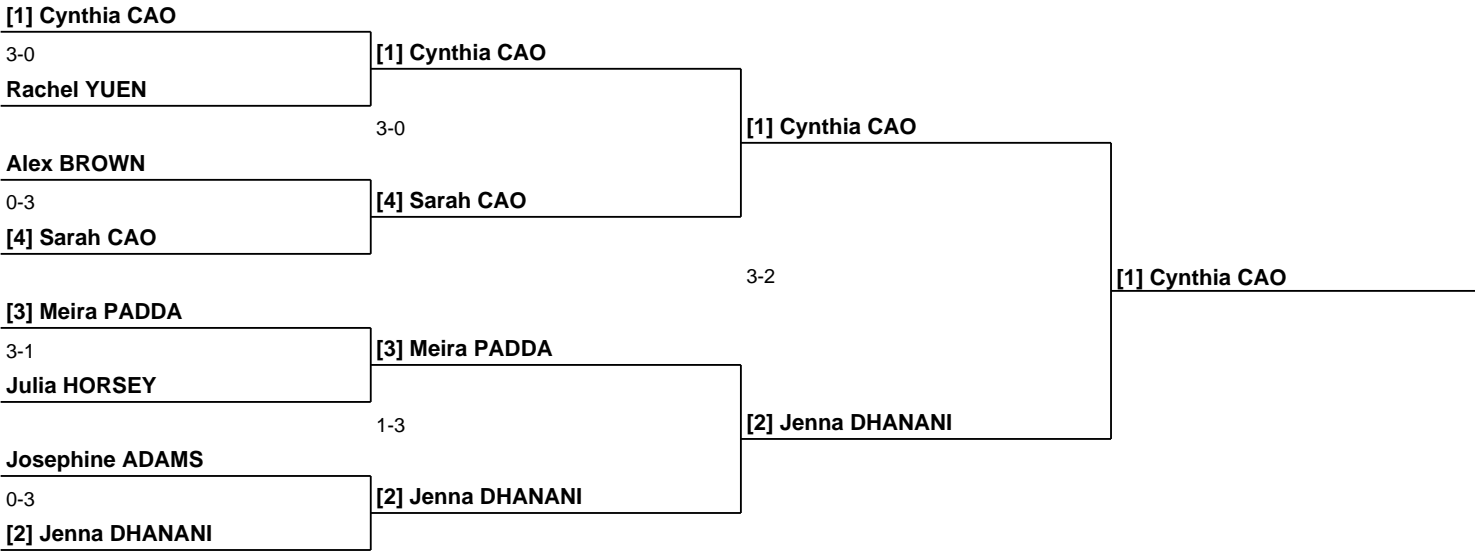 [1] Cynthia CAO
3-0
[1] Cynthia CAO
Rachel YUEN
3-0
[1] Cynthia CAO
Alex BROWN
0-3
[4] Sarah CAO
[4] Sarah CAO
3-2
[1] Cynthia CAO
[3] Meira PADDA
3-1
[3] Meira PADDA
Julia HORSEY
1-3
[2] Jenna DHANANI
Josephine ADAMS
0-3
[2] Jenna DHANANI
[2] Jenna DHANANI